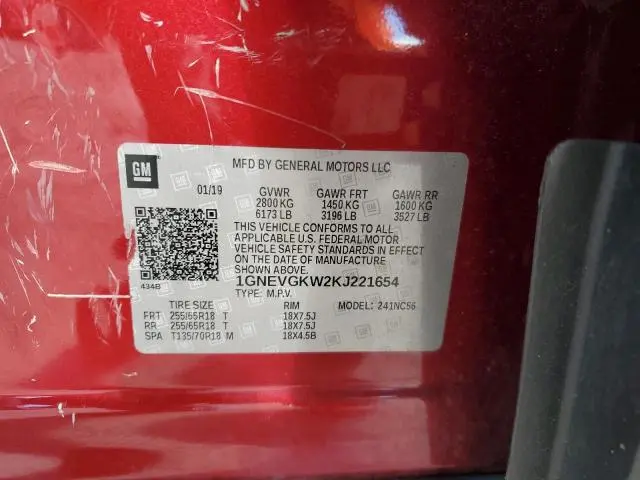 GM
MFD BY GENERAL MOTORS LLC
01/19 GVWR GAWR FRT GAWR RR
2800 KG 1450 KG 1600 KG
6173 LB 3196 LB 3527 LB
THIS VEHICLE CONFORMS TO ALL
APPLICABLE U.S. FEDERAL MOTOR
VEHICLE SAFETY STANDARDS IN EFFECT
ON THE DATE OF MANUFACTURE
SHOWN ABOVE.
434B
1GNEVGKW2KJ221654
TYPE: M.P.V.
TIRE SIZE RIM MODEL: 241NC56
FRT 255/65R18 T 18X7.5J
RR 255/65R18 T 18X7.5J
SPA T135/70R18 M 18X4.5B